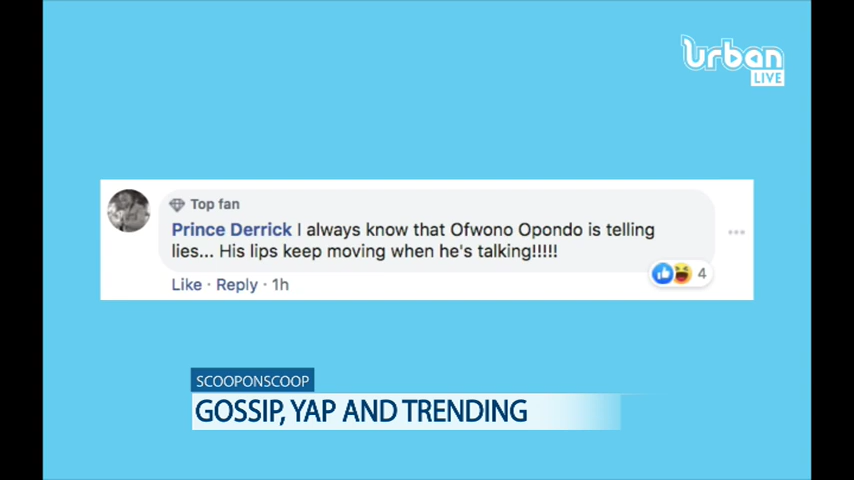 urban
LIVE
Top fan
Prince Derrick I always know that Ofwono Opondo is telling
lies... His lips keep moving when he's talking!!!!!
4
Like · Reply · 1h
SCOOPONSCOOP
GOSSIP, YAP AND TRENDING